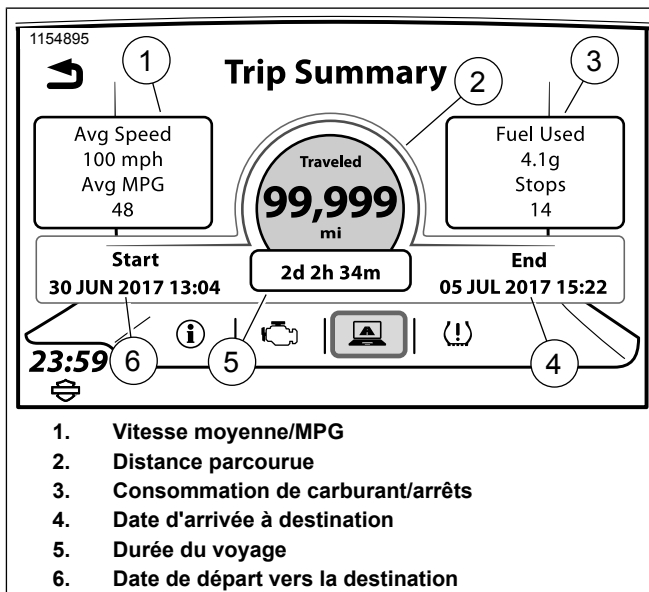 1154895
1
Trip Summary
2
3
Avg Speed
100 mph
Avg MPG
48
Traveled
99,999
mi
Fuel Used
4.1g
Stops
14
Start
30 JUN 2017 13:04
2d 2h 34m
End
05 JUL 2017 15:22
23:59
6
5
4
1. Vitesse moyenne/MPG
2. Distance parcourue
3. Consommation de carburant/arrêts
4. Date d'arrivée à destination
5. Durée du voyage
6. Date de départ vers la destination